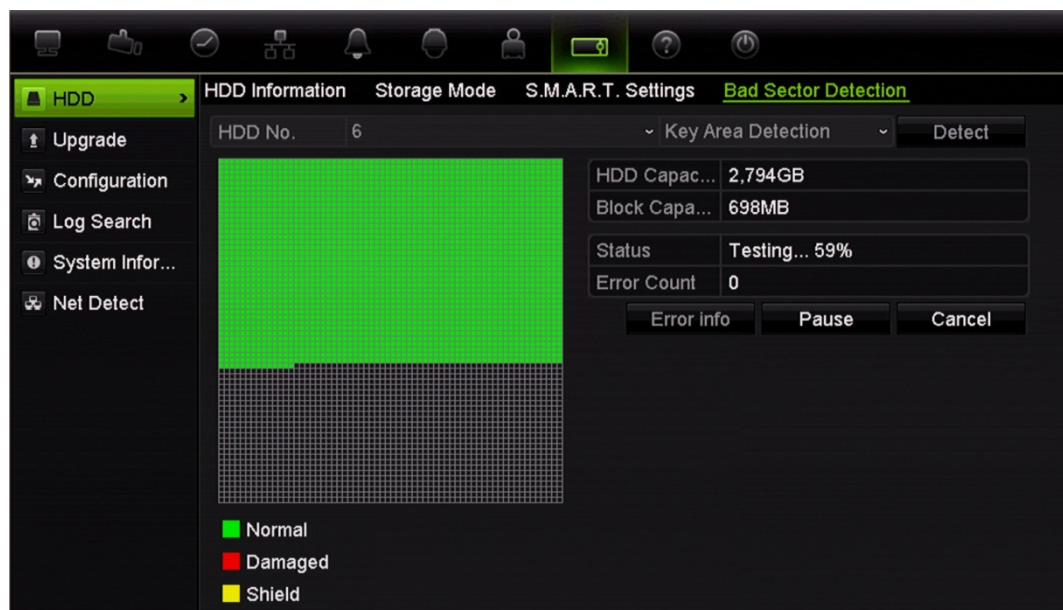 HDD Information Storage Mode S.M.A.R.T. Settings Bad Sector Detection
HDD
Upgrade
Configuration
Log Search
System Infor...
Net Detect
HDD No. 6 Key Area Detection Detect
HDD Capac... 2,794GB
Block Capa... 698MB
Status Testing... 59%
Error Count 0
Error info Pause Cancel
Normal
Damaged
Shield